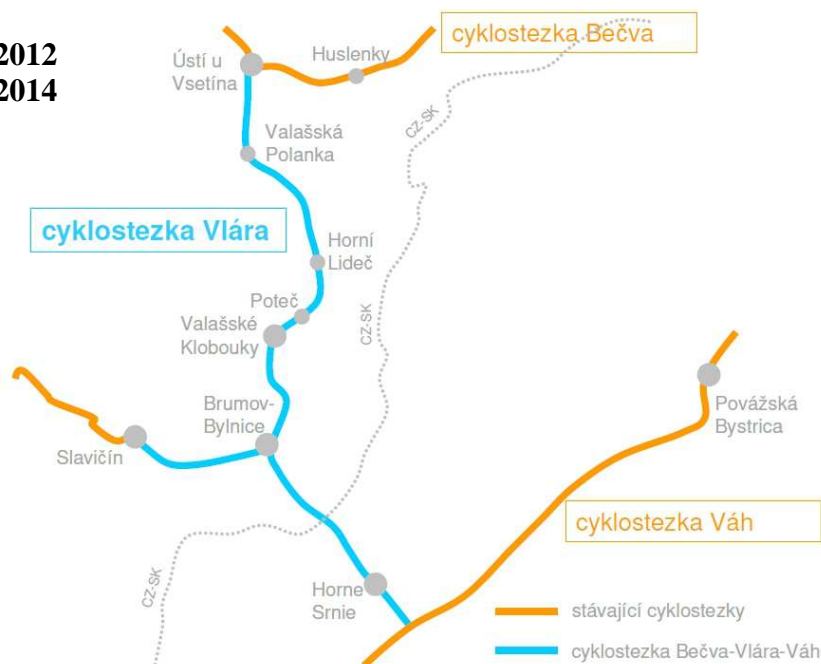 2012
2014
cyklostezka Bečva
Ústí u
Vsetína
Huslenky
CZ-SK
Valašská
Polanka
cyklostezka Vlára
Horní
Lideč
Poteč
Valašské
Klobouky
CZ-SK
Brumov-
Bylnice
Slavičín
Povážská
Bystrica
cyklostezka Váh
CZ-SK
Horne
Srnie
stávající cyklostezky
cyklostezka Bečva-Vlára-Váh